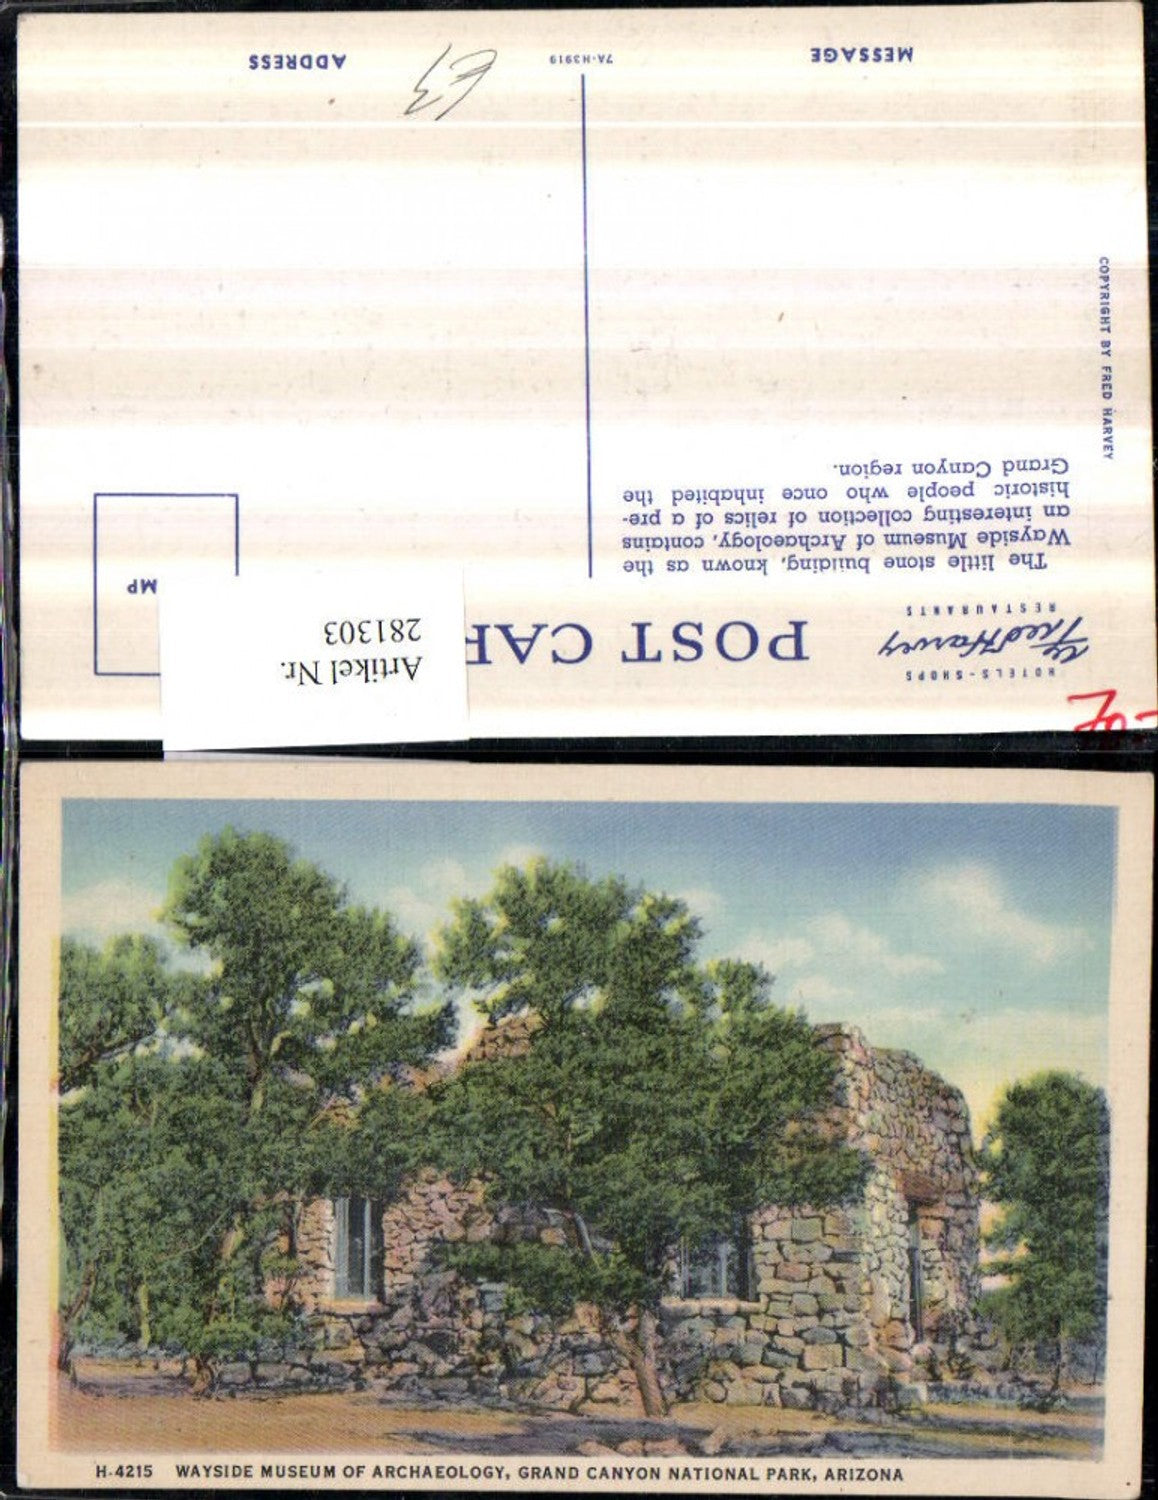 HOTELS-SHOPS
Fred Harvey
RESTAURANTS
POST CAR
Artikel Nr.
281303
MP
The little stone building, known as the
Wayside Museum of Archaeology, contains
an interesting collection of relics of a pre-
historic people who once inhabited the
Grand Canyon region.
COPYRIGHT BY FRED HARVEY
MESSAGE
7A-H3919
ADDRESS
H-4215 WAYSIDE MUSEUM OF ARCHAEOLOGY, GRAND CANYON NATIONAL PARK, ARIZONA